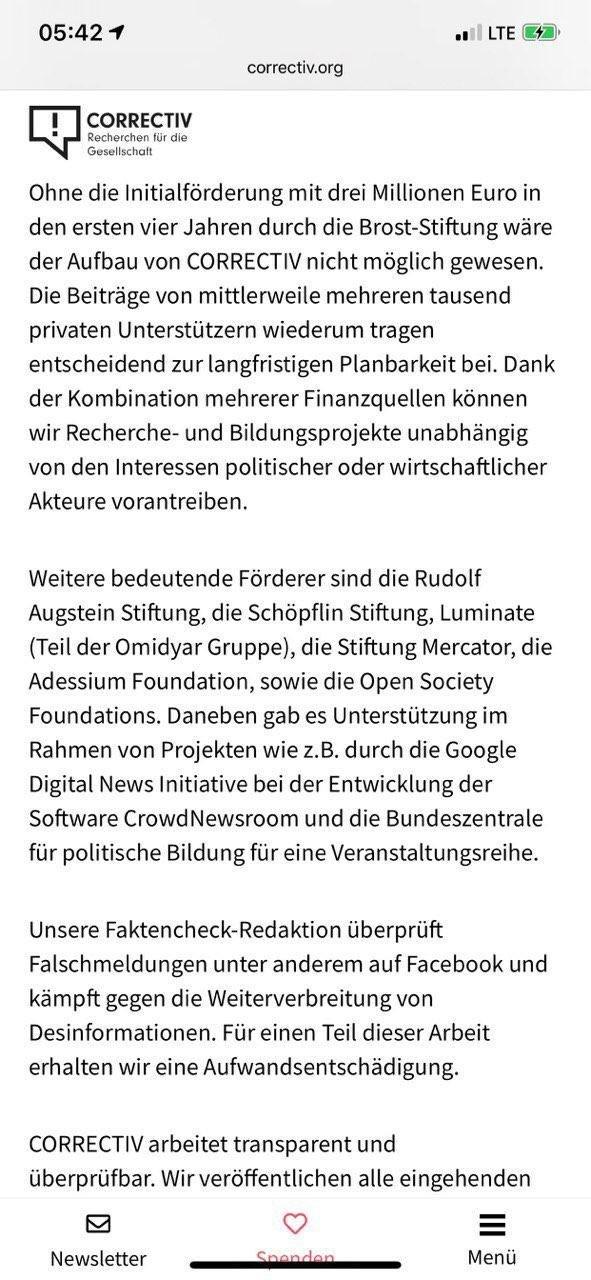 05:42
LTE
correctiv.org
CORRECTIV
Recherchen für die
Gesellschaft
Ohne die Initialförderung mit drei Millionen Euro in
den ersten vier Jahren durch die Brost-Stiftung wäre
der Aufbau von CORRECTIV nicht möglich gewesen.
Die Beiträge von mittlerweile mehreren tausend
privaten Unterstützern wiederum tragen
entscheidend zur langfristigen Planbarkeit bei. Dank
der Kombination mehrerer Finanzquellen können
wir Recherche- und Bildungsprojekte unabhängig
von den Interessen politischer oder wirtschaftlicher
Akteure vorantreiben.
Weitere bedeutende Förderer sind die Rudolf
Augstein Stiftung, die Schöpflin Stiftung, Luminate
(Teil der Omidyar Gruppe), die Stiftung Mercator, die
Adessium Foundation, sowie die Open Society
Foundations. Daneben gab es Unterstützung im
Rahmen von Projekten wie z.B. durch die Google
Digital News Initiative bei der Entwicklung der
Software CrowdNewsroom und die Bundeszentrale
für politische Bildung für eine Veranstaltungsreihe.
Unsere Faktencheck-Redaktion überprüft
Falschmeldungen unter anderem auf Facebook und
kämpft gegen die Weiterverbreitung von
Desinformationen. Für einen Teil dieser Arbeit
erhalten wir eine Aufwandsentschädigung.
CORRECTIV arbeitet transparent und
überprüfbar. Wir veröffentlichen alle eingehenden
Newsletter
Spenden
Menü